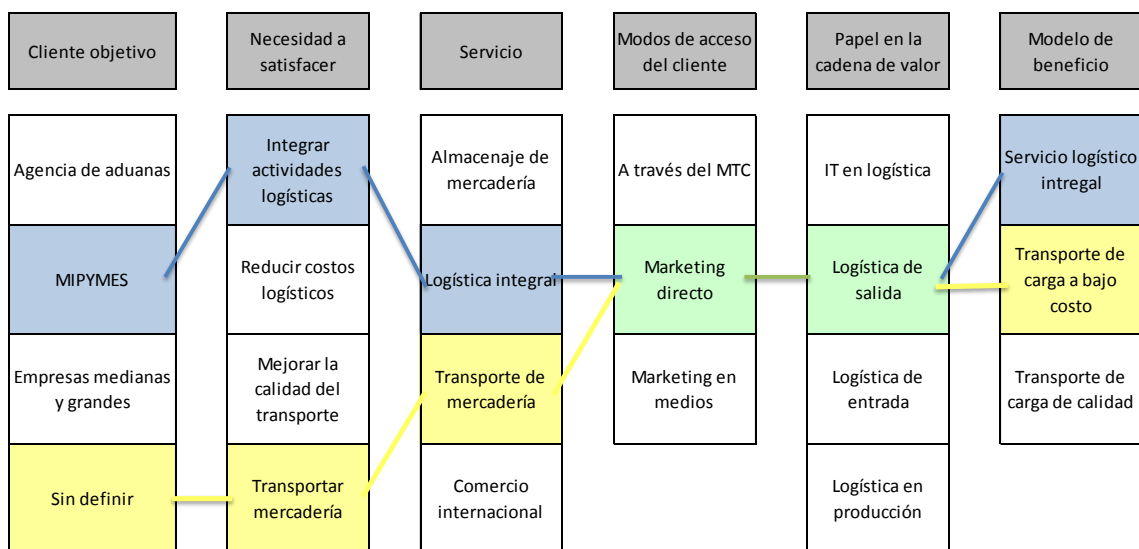 Cliente objetivo
Necesidad a
satisfacer
Servicio
Modos de acceso
del cliente
Papel en la
cadena de valor
Modelo de
beneficio
Agencia de aduanas
Integrar
actividades
logísticas
Almacenaje de
mercadería
A través del MTC
IT en logística
Servicio logístico
intregal
MIPYMES
Reducir costos
logísticos
Logística integral
Marketing
directo
Logística de
salida
Transporte de
carga a bajo
costo
Empresas medianas
y grandes
Mejorar la
calidad del
transporte
Transporte de
mercadería
Marketing en
medios
Logística de
entrada
Transporte de
carga de calidad
Sin definir
Transportar
mercadería
Comercio
internacional
Logística en
producción